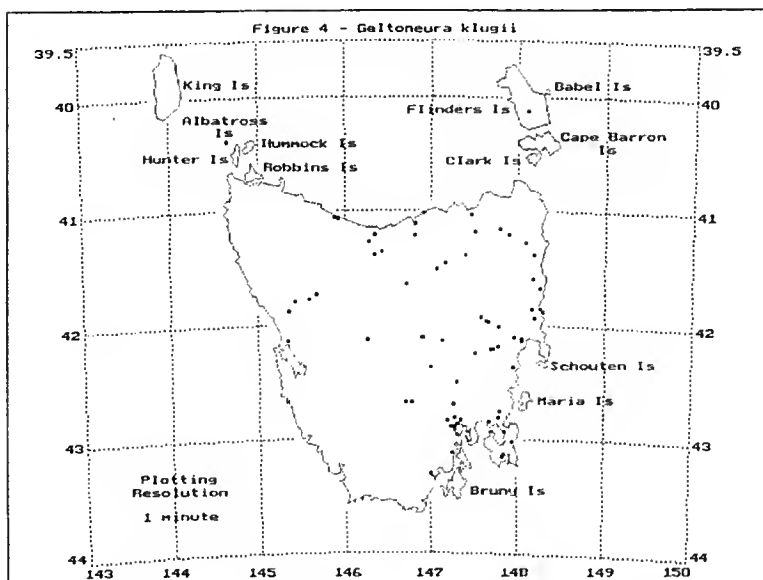 Figure 4 - Geitoneura klugii
39.5
39.5
King Is
Babel Is
40
Flinders Is
40
Albatross
Is
Hummock Is
Cape Barron
Is
Hunter Is
Clark Is
Robbins Is
41
41
42
42
Schouten Is
Maria Is
43
43
Plotting
Resolution
1 minute
Bruny Is
44
44
143
144
145
146
147
148
149
150